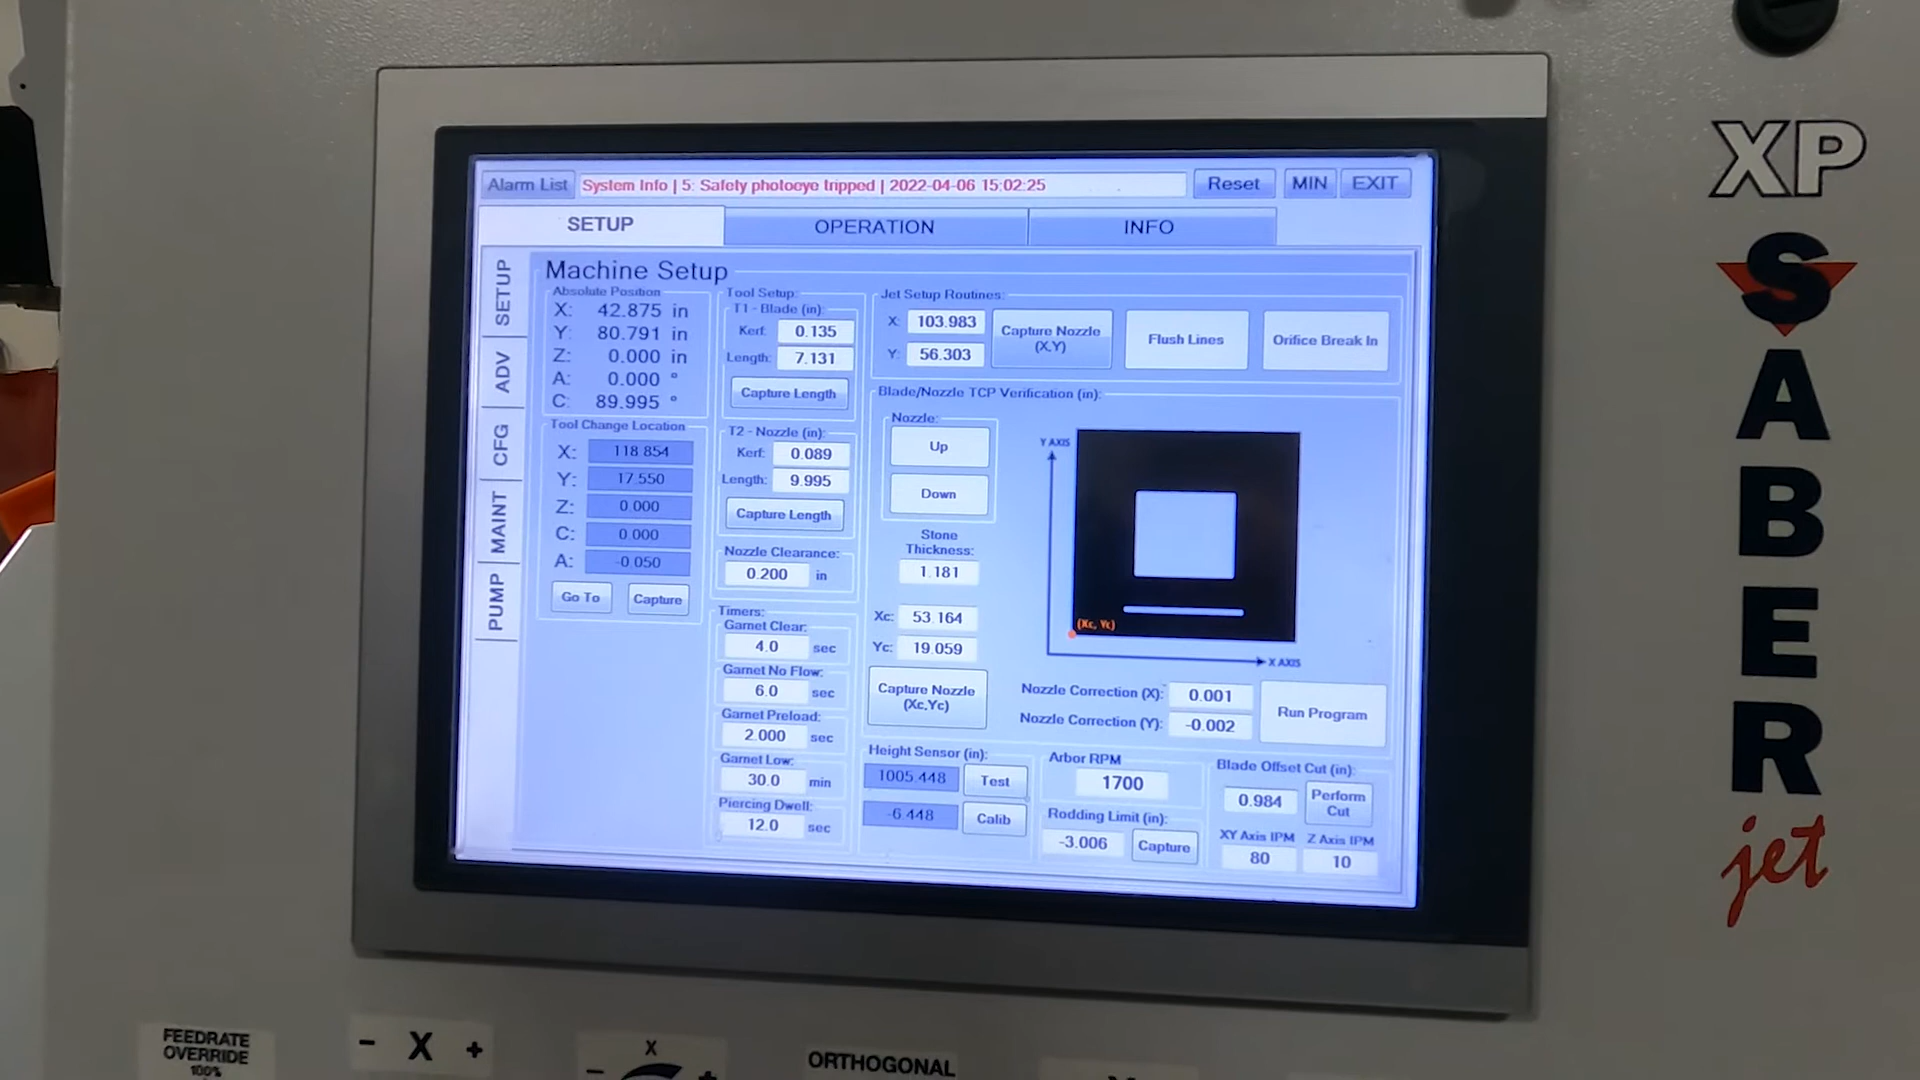 Alarm List
System Info | 5: Safety photoeye tripped | 2022-04-06 15:02:25
Reset
MIN
EXIT
SETUP
OPERATION
INFO
SETUP
ADV
CFG
MAINT
PUMP
Machine Setup
Absolute Position
X: 42.875 in
Y: 80.791 in
Z: 0.000 in
A: 0.000 °
C: 89.995 °
Tool Change Location
X: 118.854
Y: 17.550
Z: 0.000
C: 0.000
A: -0.050
Go To
Capture
Tool Setup:
T1 - Blade (in):
Kerf: 0.135
Length: 7.131
Capture Length
T2 - Nozzle (in):
Kerf: 0.089
Length: 9.995
Capture Length
Nozzle Clearance:
0.200 in
Timers:
Garnet Clear:
4.0 sec
Garnet No Flow:
6.0 sec
Garnet Preload:
2.000 sec
Garnet Low:
30.0 min
Piercing Dwell:
12.0 sec
Jet Setup Routines:
X: 103.983
Y: 56.303
Capture Nozzle
(X,Y)
Flush Lines
Orifice Break In
Blade/Nozzle TCP Verification (in):
Nozzle:
Up
Down
Stone
Thickness:
1.181
Xc: 53.164
Yc: 19.059
Capture Nozzle
(Xc,Yc)
Y AXIS
(Xc, Yc)
X AXIS
Nozzle Correction (X): 0.001
Nozzle Correction (Y): -0.002
Run Program
Height Sensor (in):
1005.448
Test
-6.448
Calib
Arbor RPM
1700
Rodding Limit (in):
-3.006
Capture
Blade Offset Cut (in):
0.984
Perform
Cut
XY Axis IPM
80
Z Axis IPM
10
XP
SABER
jet
FEEDRATE
OVERRIDE
100%
- X +
X
- +
ORTHOGONAL